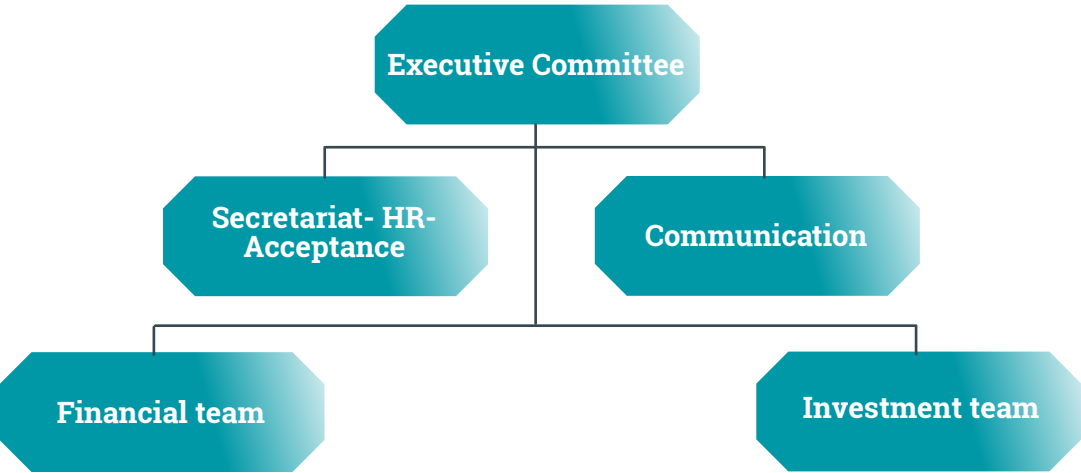 Executive Committee
Secretariat- HR-
Acceptance
Communication
Financial team
Investment team